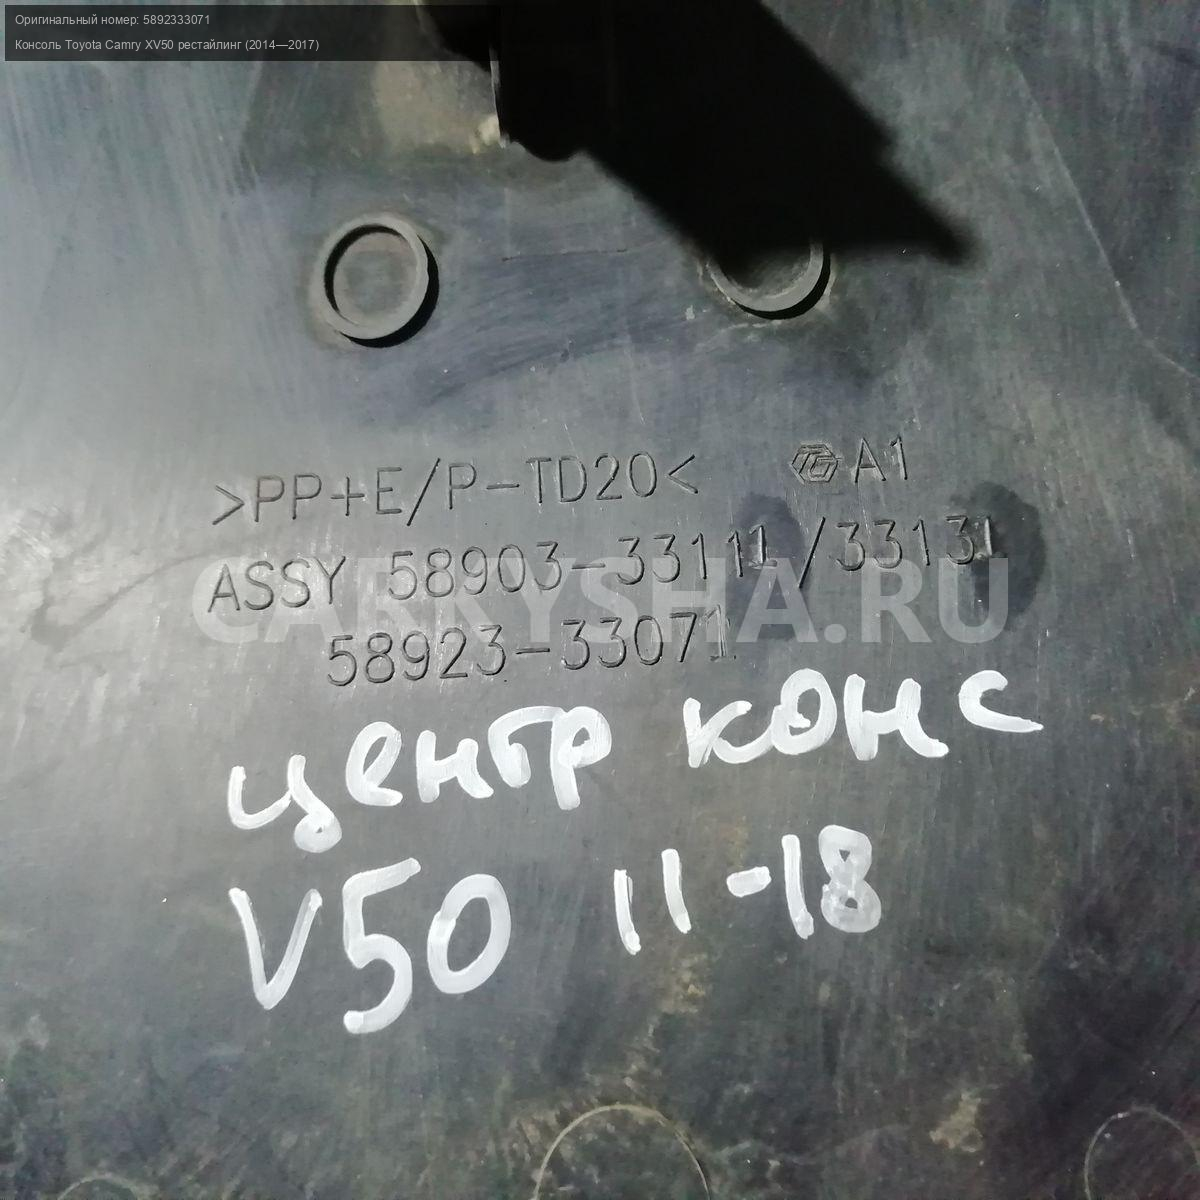 Оригинальный номер: 5892333071
Консоль Toyota Camry XV50 рестайлинг (2014—2017)
>PP+E/P-TD20< TG A1
ASSY 58903-33111/33131
CARRYSHA.RU
58923-33071
центр конс
V50 11-18